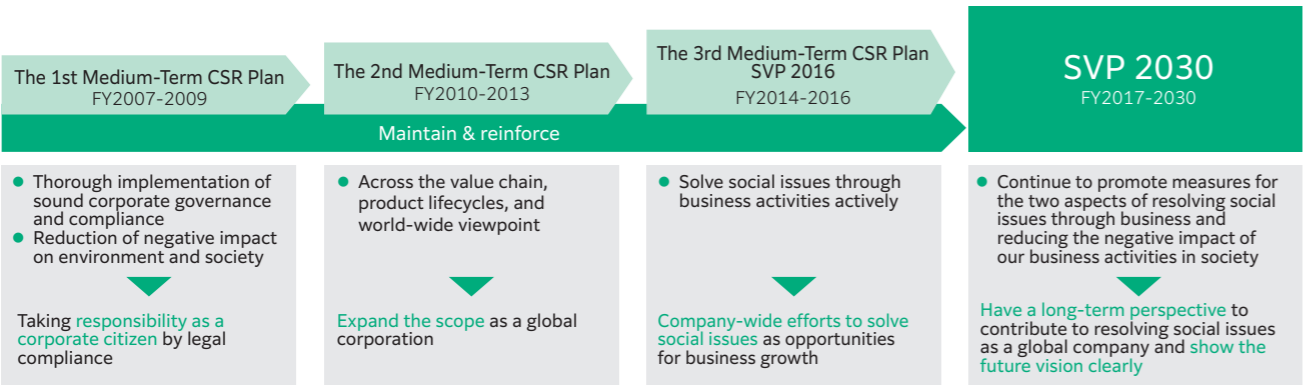 The 1st Medium-Term CSR Plan
FY2007-2009
The 2nd Medium-Term CSR Plan
FY2010-2013
The 3rd Medium-Term CSR Plan
SVP 2016
FY2014-2016
SVP 2030
FY2017-2030
Maintain & reinforce
● Thorough implementation of
sound corporate governance
and compliance
● Reduction of negative impact
on environment and society
Taking responsibility as a
corporate citizen by legal
compliance
● Across the value chain,
product lifecycles, and
world-wide viewpoint
Expand the scope as a global
corporation
● Solve social issues through
business activities actively
Company-wide efforts to solve
social issues as opportunities
for business growth
● Continue to promote measures for
the two aspects of resolving social
issues through business and
reducing the negative impact of
our business activities in society
Have a long-term perspective to
contribute to resolving social issues
as a global company and show the
future vision clearly